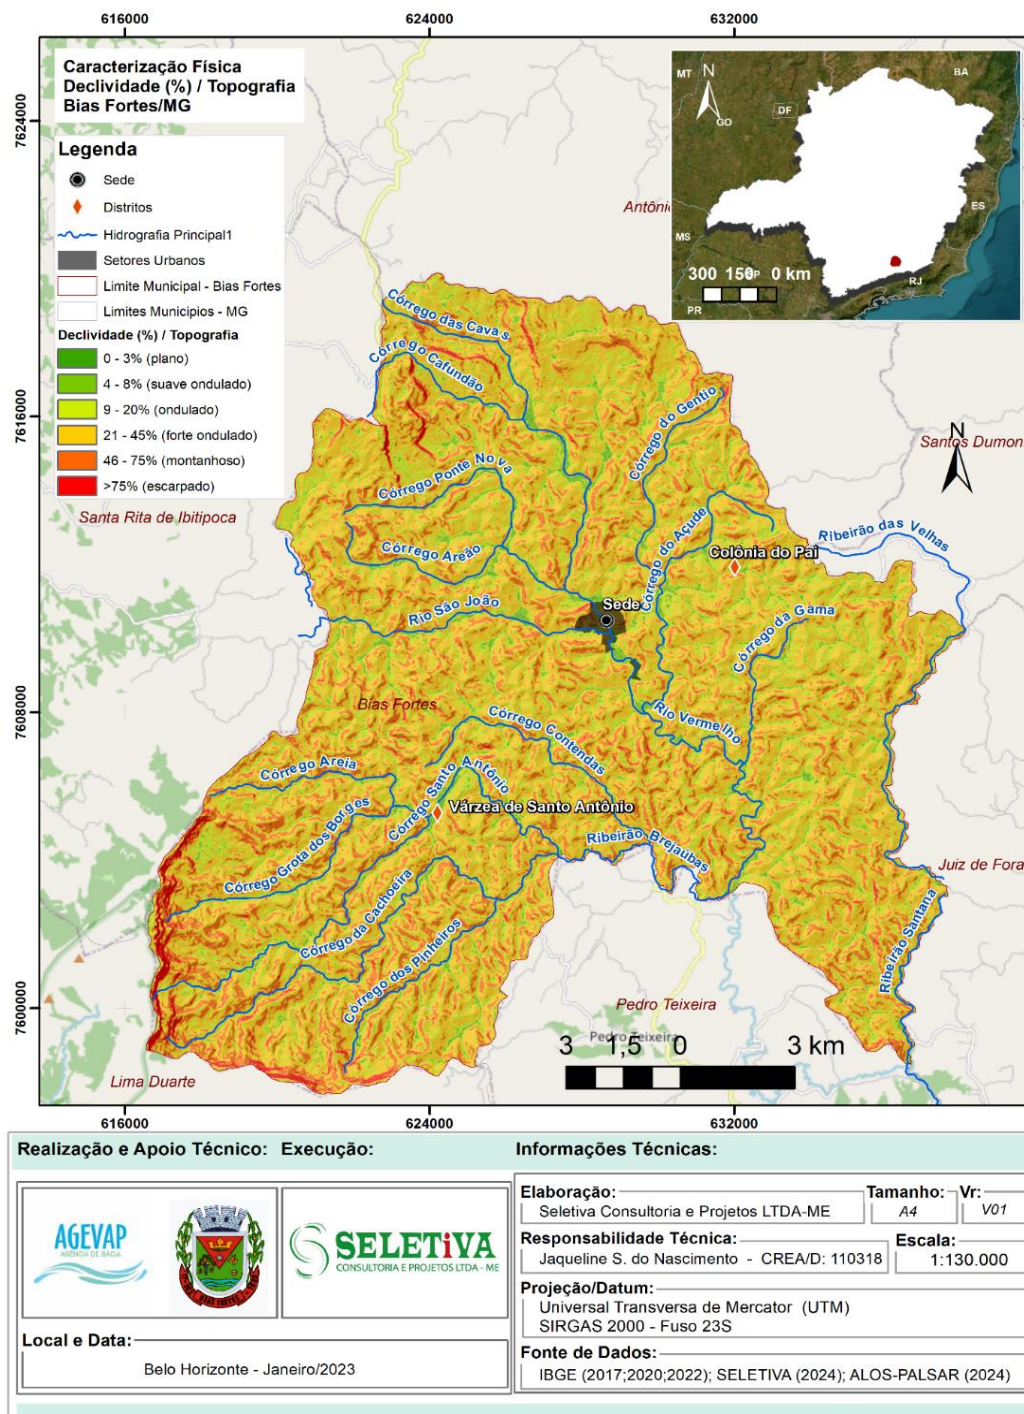 616000
624000
632000
Caracterização Física
Declividade (%) / Topografia
Bias Fortes/MG
Legenda
Sede
Distritos
Hidrografia Principal1
Setores Urbanos
Limite Municipal - Bias Fortes
Limites Municipios - MG
Declividade (%) / Topografia
0 - 3% (plano)
4 - 8% (suave ondulado)
9 - 20% (ondulado)
21 - 45% (forte ondulado)
46 - 75% (montanhoso)
>75% (escarpado)
7624000
7616000
7608000
7600000
MT
N
GO
DF
BA
ES
MS
RJ
PR
300 150 0 km
Antôni
Córrego das Cavas
Córrego Cafundão
Córrego do Gentio
N
Santos Dumon
Córrego Ponte Nova
Santa Rita de Ibitipoca
Córrego do Açude
Ribeirão das Velhas
Córrego Areão
Colônia do Pai
Rio São João
Sede
Córrego da Gama
Bias Fortes
Córrego Contendas
Rio Vermelho
Córrego Areia
Córrego Santo Antônio
Várzea de Santo Antônio
Córrego Grota dos Borges
Ribeirão Brejaúbas
Juiz de Fora
Córrego da Cachoeira
Ribeirão Santana
Córrego dos Pinheiros
Pedro Teixeira
Pedro Teixeira
Lima Duarte
3 1,5 0 3 km
616000
624000
632000
Realização e Apoio Técnico: Execução: Informações Técnicas:
AGEVAP
AGÊNCIA DE BACIA
BIAS FORTES
SELETiVA
CONSULTORIA E PROJETOS LTDA - ME
Local e Data:
Belo Horizonte - Janeiro/2023
Elaboração:
Seletiva Consultoria e Projetos LTDA-ME
Tamanho:
A4
Vr:
V01
Responsabilidade Técnica:
Jaqueline S. do Nascimento - CREA/D: 110318
Escala:
1:130.000
Projeção/Datum:
Universal Transversa de Mercator (UTM)
SIRGAS 2000 - Fuso 23S
Fonte de Dados:
IBGE (2017;2020;2022); SELETIVA (2024); ALOS-PALSAR (2024)